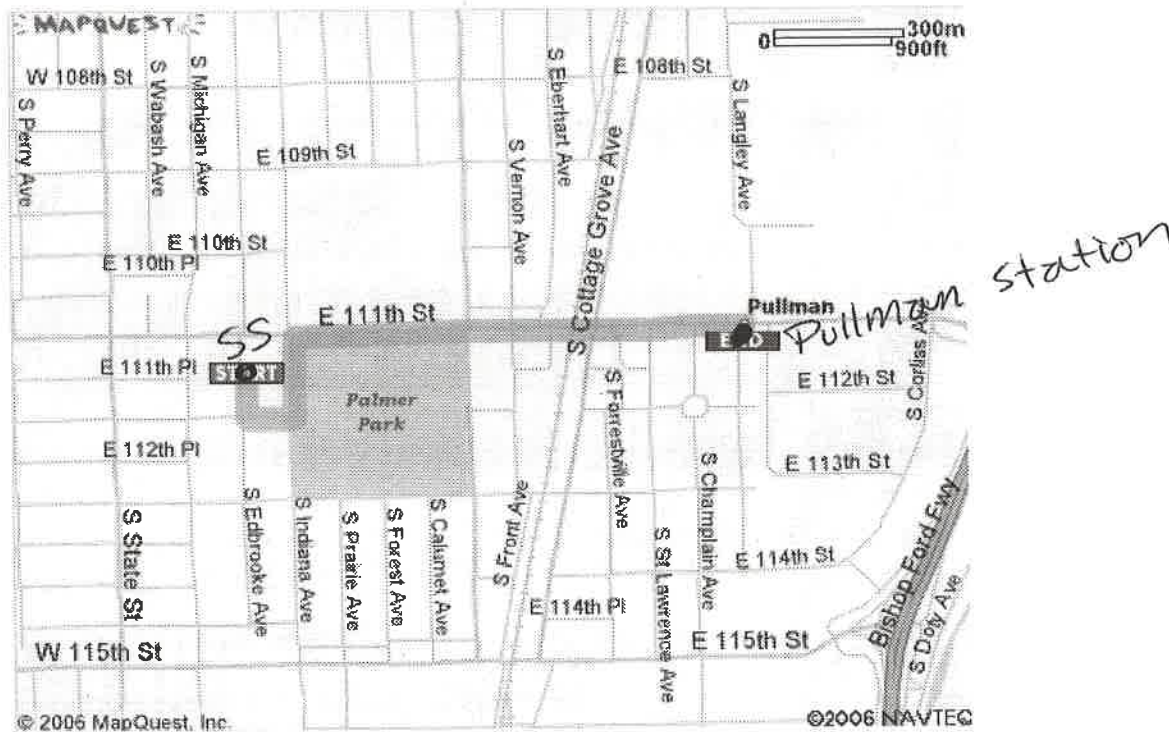 MAPQUEST
0 300m
900ft
W 108th St
E 108th St
S Perry Ave
S Wabash Ave
S Michigan Ave
E 109th St
S Vernon Ave
S Eberhart Ave
S Cottage Grove Ave
S Langley Ave
E 110th St
E 110th Pl
E 111th St
Pullman
Pullman Station
SS
START
END
E 111th Pl
Palmer
Park
E 112th St
S Corliss Ave
E 112th Pl
E 113th St
S State St
S Edbrooke Ave
S Indiana Ave
S Prairie Ave
S Forest Ave
S Calumet Ave
S Front Ave
S Forrestville Ave
S St Lawrence Ave
S Champlain Ave
E 114th St
E 114th Pl
Bishop Ford Fwy
S Doty Ave
W 115th St
E 115th St
© 2006 MapQuest, Inc.
©2006 NAVTEQ